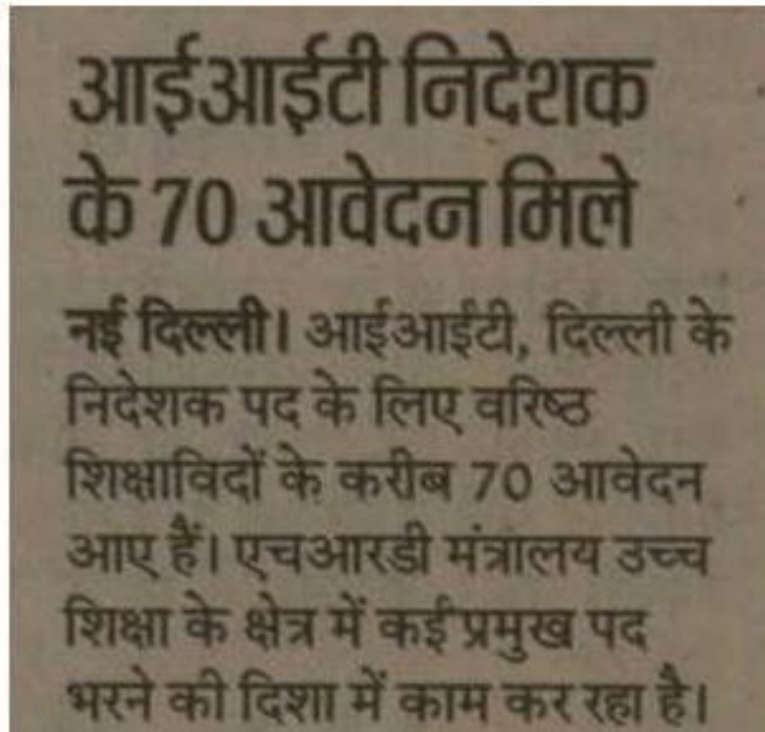 आईआईटी निदेशक
के 70 आवेदन मिले
नई दिल्ली। आईआईटी, दिल्ली के
निदेशक पद के लिए वरिष्ठ
शिक्षाविदों के करीब 70 आवेदन
आए हैं। एचआरडी मंत्रालय उच्च
शिक्षा के क्षेत्र में कई प्रमुख पद
भरने की दिशा में काम कर रहा है।